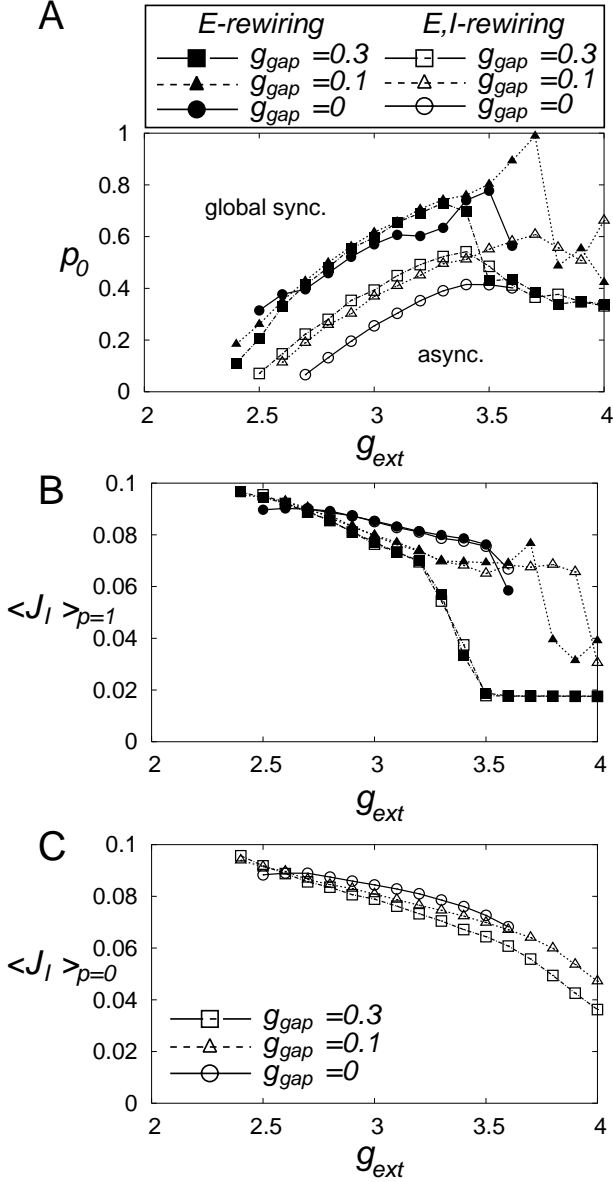 A
E-rewiring E,I-rewiring
g_gap =0.3 g_gap =0.3
g_gap =0.1 g_gap =0.1
g_gap =0 g_gap =0
1
0.8
0.6
0.4
0.2
0
p_0
global sync.
async.
2 2.5 3 3.5 4
g_ext
B
0.1
0.08
0.06
0.04
0.02
0
<J_I>_p=1
2 2.5 3 3.5 4
g_ext
C
0.1
0.08
0.06
0.04
0.02
0
<J_I>_p=0
g_gap =0.3
g_gap =0.1
g_gap =0
2 2.5 3 3.5 4
g_ext